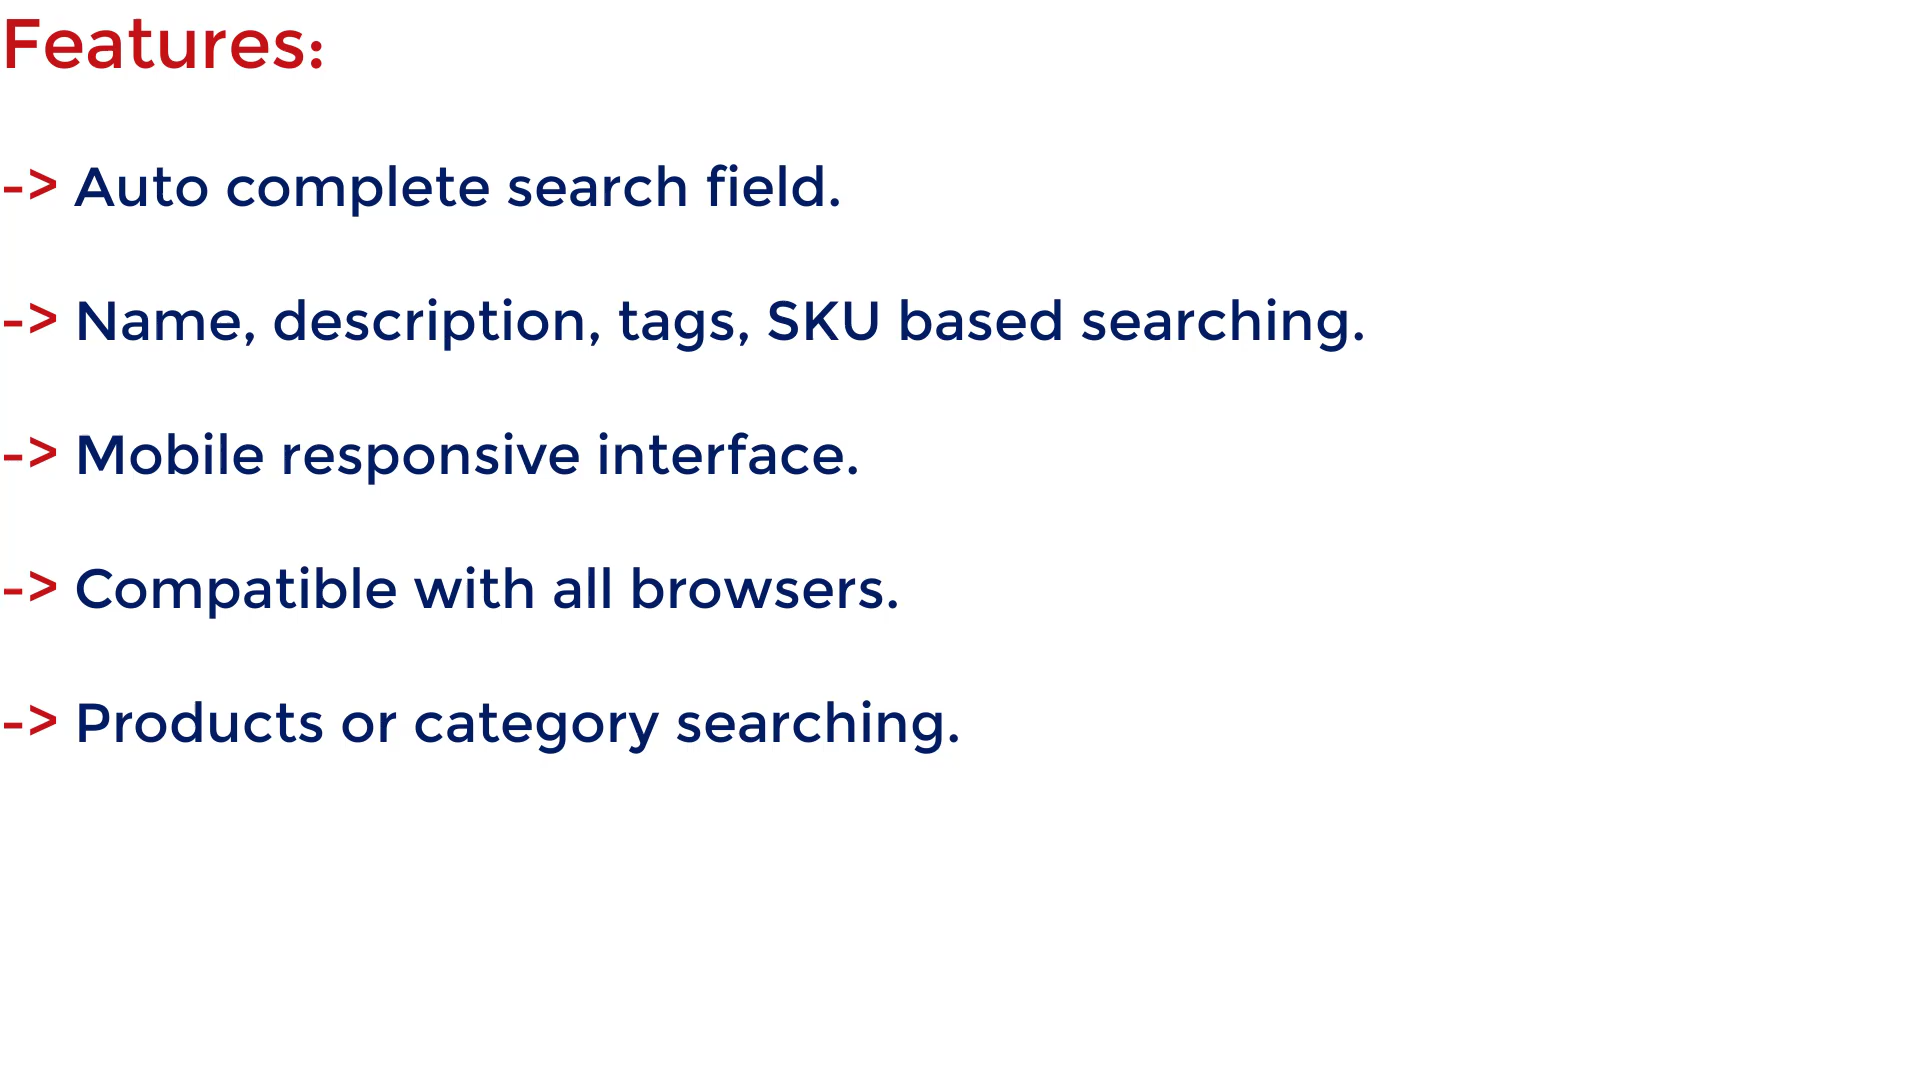 Features:
-> Auto complete search field.
-> Name, description, tags, SKU based searching.
-> Mobile responsive interface.
-> Compatible with all browsers.
-> Products or category searching.